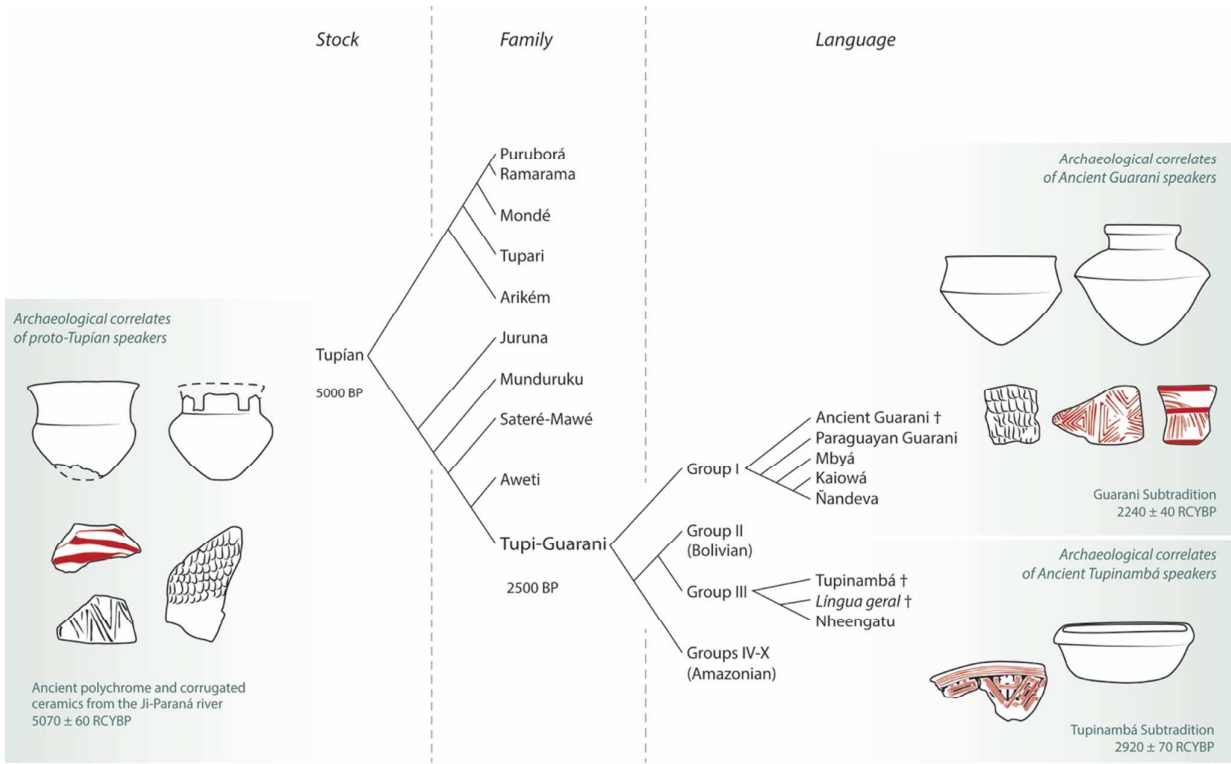 Stock
Family
Language
Puruborá
Ramarama
Mondé
Tupari
Arikém
Juruna
Munduruku
Sateré-Mawé
Aweti
Tupi-Guarani
2500 BP
Tupían
5000 BP
Archaeological correlates
of proto-Tupían speakers
Ancient polychrome and corrugated
ceramics from the Ji-Paraná river
5070 ± 60 RCYBP
Group I
Group II
(Bolivian)
Group III
Groups IV-X
(Amazonian)
Ancient Guarani †
Paraguayan Guarani
Mbyá
Kaiowá
Ñandeva
Tupinambá †
Língua geral †
Nheengatu
Archaeological correlates
of Ancient Guarani speakers
Guarani Subtradition
2240 ± 40 RCYBP
Archaeological correlates
of Ancient Tupinambá speakers
Tupinambá Subtradition
2920 ± 70 RCYBP